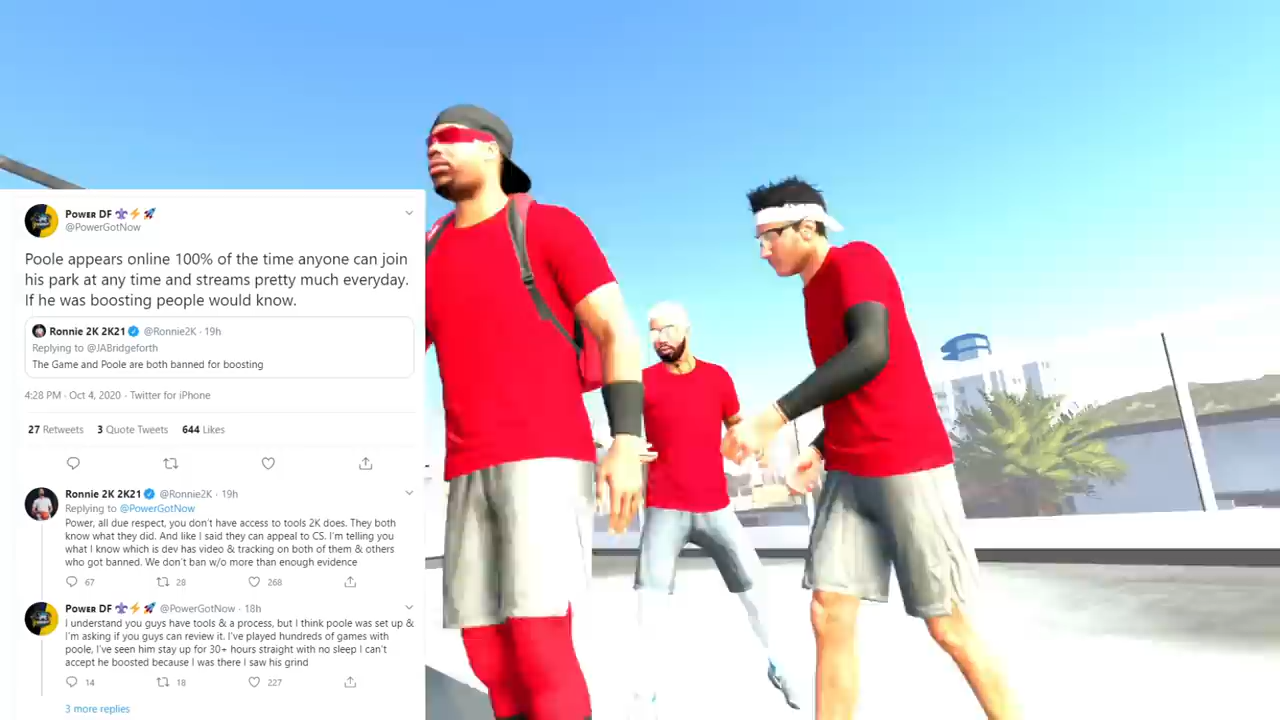 Power DF ⚜⚡🚀
@PowerGotNow
Poole appears online 100% of the time anyone can join
his park at any time and streams pretty much everyday.
If he was boosting people would know.
Ronnie 2K 2K21 @Ronnie2K · 19h
Replying to @JABridgeforth
The Game and Poole are both banned for boosting
4:28 PM · Oct 4, 2020 · Twitter for iPhone
27 Retweets 3 Quote Tweets 644 Likes
Ronnie 2K 2K21 @Ronnie2K · 19h
Replying to @PowerGotNow
Power, all due respect, you don't have access to tools 2K does. They both
know what they did. And like I said they can appeal to CS. I'm telling you
what I know which is dev has video & tracking on both of them & others
who got banned. We don't ban w/o more than enough evidence
67 28 268
Power DF ⚜⚡🚀 @PowerGotNow · 18h
I understand you guys have tools & a process, but I think poole was set up &
I'm asking if you guys can review it. I've played hundreds of games with
poole, I've seen him stay up for 30+ hours straight with no sleep I can't
accept he boosted because I was there I saw his grind
14 18 227
3 more replies